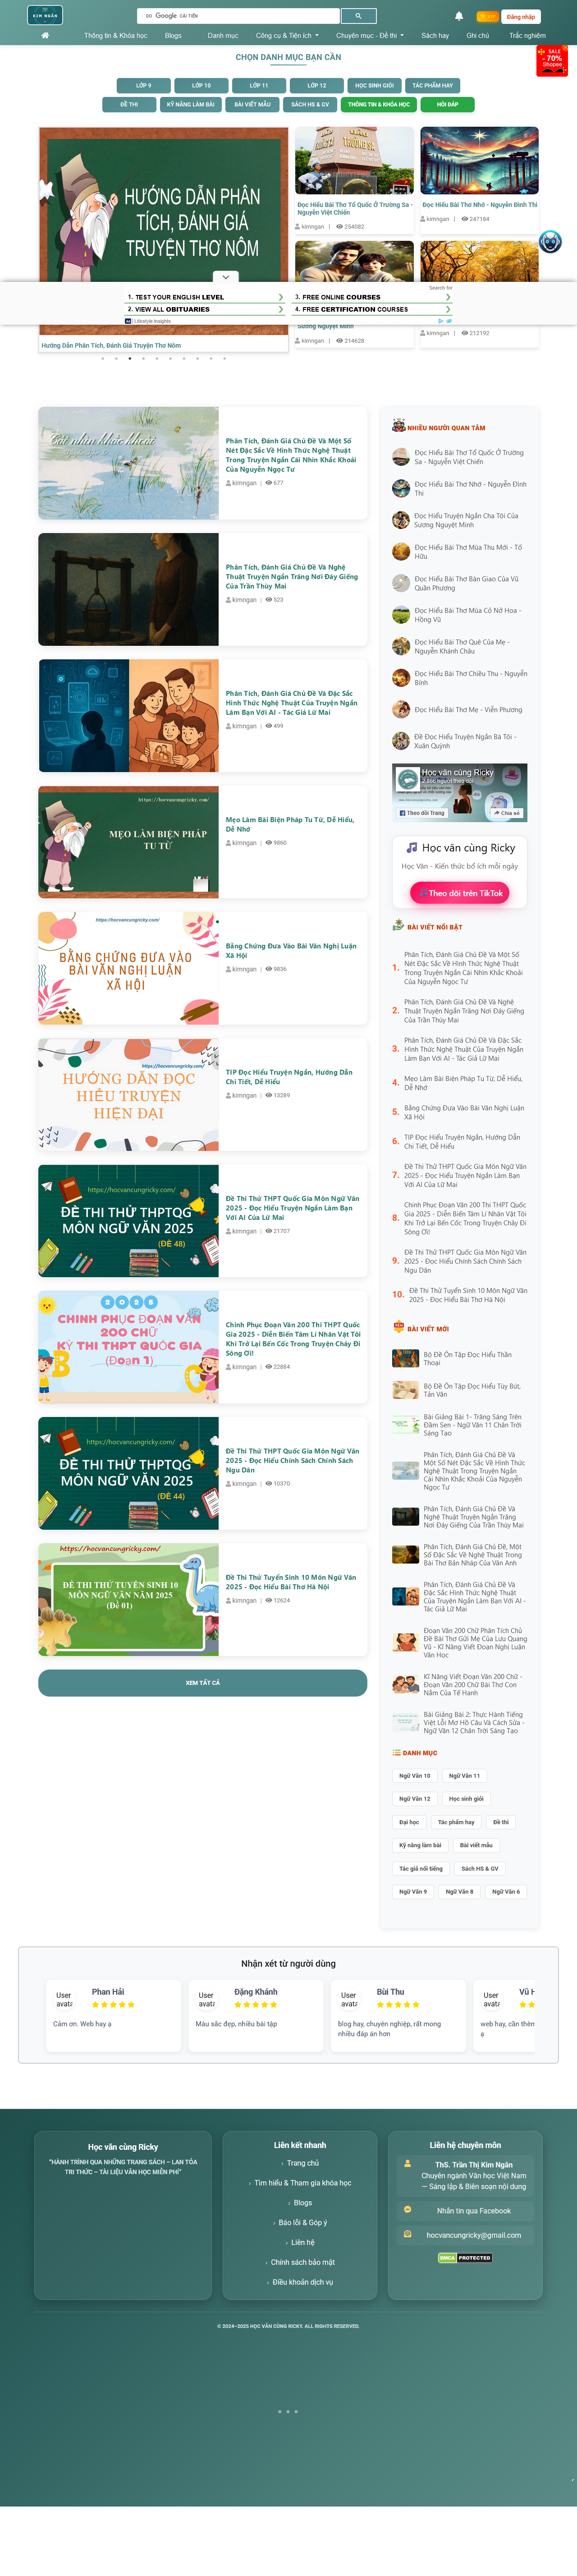 KIM NGÂN
ĐƯỢC Google CẢI TIẾN
Đăng nhập
Thông tin & Khóa học
Blogs
Danh mục
Công cụ & Tiện ích
Chuyên mục - Đề thi
Sách hay
Ghi chú
Trắc nghiệm
SALE
- 70%
Shopee
CHỌN DANH MỤC BẠN CẦN
LỚP 9
LỚP 10
LỚP 11
LỚP 12
HỌC SINH GIỎI
TÁC PHẨM HAY
ĐỀ THI
KỸ NĂNG LÀM BÀI
BÀI VIẾT MẪU
SÁCH HS & GV
THÔNG TIN & KHÓA HỌC
HỎI ĐÁP
HƯỚNG DẪN PHÂN
TÍCH, ĐÁNH GIÁ
TRUYỆN THƠ NÔM
Hướng Dẫn Phân Tích, Đánh Giá Truyện Thơ Nôm
Đọc Hiểu Bài Thơ Tổ Quốc Ở Trường Sa -
Nguyễn Việt Chiến
kimngan | 254082
Đọc Hiểu Bài Thơ Nhớ - Nguyễn Đình Thi
kimngan | 247184
Sương Nguyệt Minh
kimngan | 214628
kimngan | 212192
Search for
1. TEST YOUR ENGLISH LEVEL
2. VIEW ALL OBITUARIES
3. FREE ONLINE COURSES
4. FREE CERTIFICATION COURSES
Ad | Lifestyle Insights
Cái nhìn khắc khoải
Phân Tích, Đánh Giá Chủ Đề Và Một Số
Nét Đặc Sắc Về Hình Thức Nghệ Thuật
Trong Truyện Ngắn Cái Nhìn Khắc Khoải
Của Nguyễn Ngọc Tư
kimngan | 677
Phân Tích, Đánh Giá Chủ Đề Và Nghệ
Thuật Truyện Ngắn Trăng Nơi Đáy Giếng
Của Trần Thùy Mai
kimngan | 523
Phân Tích, Đánh Giá Chủ Đề Và Đặc Sắc
Hình Thức Nghệ Thuật Của Truyện Ngắn
Làm Bạn Với AI - Tác Giả Lữ Mai
kimngan | 499
https://hocvancungricky.com/
MẸO LÀM BIỆN PHÁP
TU TỪ
Mẹo Làm Bài Biện Pháp Tu Từ, Dễ Hiểu,
Dễ Nhớ
kimngan | 9860
https://hocvancungricky.com/
BẰNG CHỨNG ĐƯA VÀO
BÀI VĂN NGHỊ LUẬN
XÃ HỘI
Bằng Chứng Đưa Vào Bài Văn Nghị Luận
Xã Hội
kimngan | 9836
https://hocvancungricky.com/
HƯỚNG DẪN ĐỌC
HIỂU TRUYỆN
HIỆN ĐẠI
TIP Đọc Hiểu Truyện Ngắn, Hướng Dẫn
Chi Tiết, Dễ Hiểu
kimngan | 13289
https://hocvancungricky.com/
ĐỀ THI THỬ THPTQG
MÔN NGỮ VĂN 2025
(ĐỀ 48)
Đề Thi Thử THPT Quốc Gia Môn Ngữ Văn
2025 - Đọc Hiểu Truyện Ngắn Làm Bạn
Với AI Của Lữ Mai
kimngan | 21707
2025
CHINH PHỤC ĐOẠN VĂN
200 CHỮ
KỲ THI THPT QUỐC GIA
(Đoạn 1)
Chinh Phục Đoạn Văn 200 Thi THPT Quốc
Gia 2025 - Diễn Biến Tâm Lí Nhân Vật Tôi
Khi Trở Lại Bến Cốc Trong Truyện Chảy Đi
Sông Ơi!
kimngan | 22884
https://hocvancungricky.com/
ĐỀ THI THỬ THPTQG
MÔN NGỮ VĂN 2025
(ĐỀ 44)
Đề Thi Thử THPT Quốc Gia Môn Ngữ Văn
2025 - Đọc Hiểu Chính Sách Chính Sách
Ngu Dân
kimngan | 10370
https://hocvancungricky.com/
ĐỀ THI THỬ TUYỂN SINH 10
MÔN NGỮ VĂN NĂM 2025
(Đề 01)
Đề Thi Thử Tuyển Sinh 10 Môn Ngữ Văn
2025 - Đọc Hiểu Bài Thơ Hà Nội
kimngan | 12624
XEM TẤT CẢ
NHIỀU NGƯỜI QUAN TÂM
Đọc Hiểu Bài Thơ Tổ Quốc Ở Trường
Sa - Nguyễn Việt Chiến
Đọc Hiểu Bài Thơ Nhớ - Nguyễn Đình
Thi
Đọc Hiểu Truyện Ngắn Cha Tôi Của
Sương Nguyệt Minh
Đọc Hiểu Bài Thơ Mùa Thu Mới - Tố
Hữu
Đọc Hiểu Bài Thơ Bàn Giao Của Vũ
Quần Phương
Đọc Hiểu Bài Thơ Mùa Cỏ Nở Hoa -
Hồng Vũ
Đọc Hiểu Bài Thơ Quê Của Mẹ -
Nguyễn Khánh Châu
Đọc Hiểu Bài Thơ Chiều Thu - Nguyễn
Bính
Đọc Hiểu Bài Thơ Mẹ - Viễn Phương
Đề Đọc Hiểu Truyện Ngắn Bà Tôi -
Xuân Quỳnh
Học văn cùng Ricky
2.866 người theo dõi
Theo dõi Trang
Chia sẻ
Học văn cùng Ricky
Học Văn - Kiến thức bổ ích mỗi ngày
Theo dõi trên TikTok
BÀI VIẾT NỔI BẬT
1. Phân Tích, Đánh Giá Chủ Đề Và Một Số
Nét Đặc Sắc Về Hình Thức Nghệ Thuật
Trong Truyện Ngắn Cái Nhìn Khắc Khoải
Của Nguyễn Ngọc Tư
2. Phân Tích, Đánh Giá Chủ Đề Và Nghệ
Thuật Truyện Ngắn Trăng Nơi Đáy Giếng
Của Trần Thùy Mai
3. Phân Tích, Đánh Giá Chủ Đề Và Đặc Sắc
Hình Thức Nghệ Thuật Của Truyện Ngắn
Làm Bạn Với AI - Tác Giả Lữ Mai
4. Mẹo Làm Bài Biện Pháp Tu Từ, Dễ Hiểu,
Dễ Nhớ
5. Bằng Chứng Đưa Vào Bài Văn Nghị Luận
Xã Hội
6. TIP Đọc Hiểu Truyện Ngắn, Hướng Dẫn
Chi Tiết, Dễ Hiểu
7. Đề Thi Thử THPT Quốc Gia Môn Ngữ Văn
2025 - Đọc Hiểu Truyện Ngắn Làm Bạn
Với AI Của Lữ Mai
8. Chinh Phục Đoạn Văn 200 Thi THPT Quốc
Gia 2025 - Diễn Biến Tâm Lí Nhân Vật Tôi
Khi Trở Lại Bến Cốc Trong Truyện Chảy Đi
Sông Ơi!
9. Đề Thi Thử THPT Quốc Gia Môn Ngữ Văn
2025 - Đọc Hiểu Chính Sách Chính Sách
Ngu Dân
10. Đề Thi Thử Tuyển Sinh 10 Môn Ngữ Văn
2025 - Đọc Hiểu Bài Thơ Hà Nội
BÀI VIẾT MỚI
Bộ Đề Ôn Tập Đọc Hiểu Thần
Thoại
Bộ Đề Ôn Tập Đọc Hiểu Tùy Bút,
Tản Văn
Bài Giảng Bài 1- Trăng Sáng Trên
Đầm Sen - Ngữ Văn 11 Chân Trời
Sáng Tạo
Phân Tích, Đánh Giá Chủ Đề Và
Một Số Nét Đặc Sắc Về Hình Thức
Nghệ Thuật Trong Truyện Ngắn
Cái Nhìn Khắc Khoải Của Nguyễn
Ngọc Tư
Phân Tích, Đánh Giá Chủ Đề Và
Nghệ Thuật Truyện Ngắn Trăng
Nơi Đáy Giếng Của Trần Thùy Mai
Phân Tích, Đánh Giá Chủ Đề, Một
Số Đặc Sắc Về Nghệ Thuật Trong
Bài Thơ Bản Nháp Của Văn Anh
Phân Tích, Đánh Giá Chủ Đề Và
Đặc Sắc Hình Thức Nghệ Thuật
Của Truyện Ngắn Làm Bạn Với AI -
Tác Giả Lữ Mai
Đoạn Văn 200 Chữ Phân Tích Chủ
Đề Bài Thơ Gửi Mẹ Của Lưu Quang
Vũ - Kĩ Năng Viết Đoạn Nghị Luận
Văn Học
Kĩ Năng Viết Đoạn Văn 200 Chữ -
Đoạn Văn 200 Chữ Bài Thơ Con
Nằm Của Tế Hanh
Bài Giảng Bài 2: Thực Hành Tiếng
Việt Lỗi Mơ Hồ Câu Và Cách Sửa -
Ngữ Văn 12 Chân Trời Sáng Tạo
DANH MỤC
Ngữ Văn 10
Ngữ Văn 11
Ngữ Văn 12
Học sinh giỏi
Đại học
Tác phẩm hay
Đề thi
Kỹ năng làm bài
Bài viết mẫu
Tác giả nổi tiếng
Sách HS & GV
Ngữ Văn 9
Ngữ Văn 8
Ngữ Văn 6
Nhận xét từ người dùng
User
avata
Phan Hải
Cảm ơn. Web hay ạ
User
avata
Đặng Khánh
Màu sắc đẹp, nhiều bài tập
User
avata
Bùi Thu
blog hay, chuyên nghiệp, rất mong
nhiều đáp án hơn
User
avata
Vũ H
web hay, cần thêm
ạ
Học văn cùng Ricky
“HÀNH TRÌNH QUA NHỮNG TRANG SÁCH – LAN TỎA
TRI THỨC – TÀI LIỆU VĂN HỌC MIỄN PHÍ”
Liên kết nhanh
› Trang chủ
› Tìm hiểu & Tham gia khóa học
› Blogs
› Báo lỗi & Góp ý
› Liên hệ
› Chính sách bảo mật
› Điều khoản dịch vụ
Liên hệ chuyên môn
ThS. Trần Thị Kim Ngân
Chuyên ngành Văn học Việt Nam
— Sáng lập & Biên soạn nội dung
Nhắn tin qua Facebook
hocvancungricky@gmail.com
DMCA PROTECTED
© 2024–2025 HỌC VĂN CÙNG RICKY. ALL RIGHTS RESERVED.